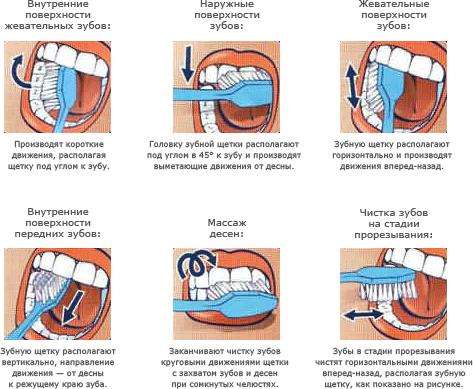 Внутренние
поверхности
жевательных зубов:
Производят короткие
движения, располагая
щетку под углом к зубу.
Наружные
поверхности
зубов:
Головку зубной щетки располагают
под углом в 45° к зубу и производят
выметающие движения от десны.
Жевательные
поверхности
зубов:
Зубную щетку располагают
горизонтально и производят
движения вперед-назад.
Внутренние
поверхности
передних зубов:
Зубную щетку располагают
вертикально, направление
движения — от десны
к режущему краю зуба.
Массаж
десен:
Заканчивают чистку зубов
круговыми движениями щетки
с захватом зубов и десен
при сомкнутых челюстях.
Чистка зубов
на стадии
прорезывания:
Зубы в стадии прорезывания
чистят горизонтальными движениями
вперед-назад, располагая зубную
щетку, как показано на рисунке.